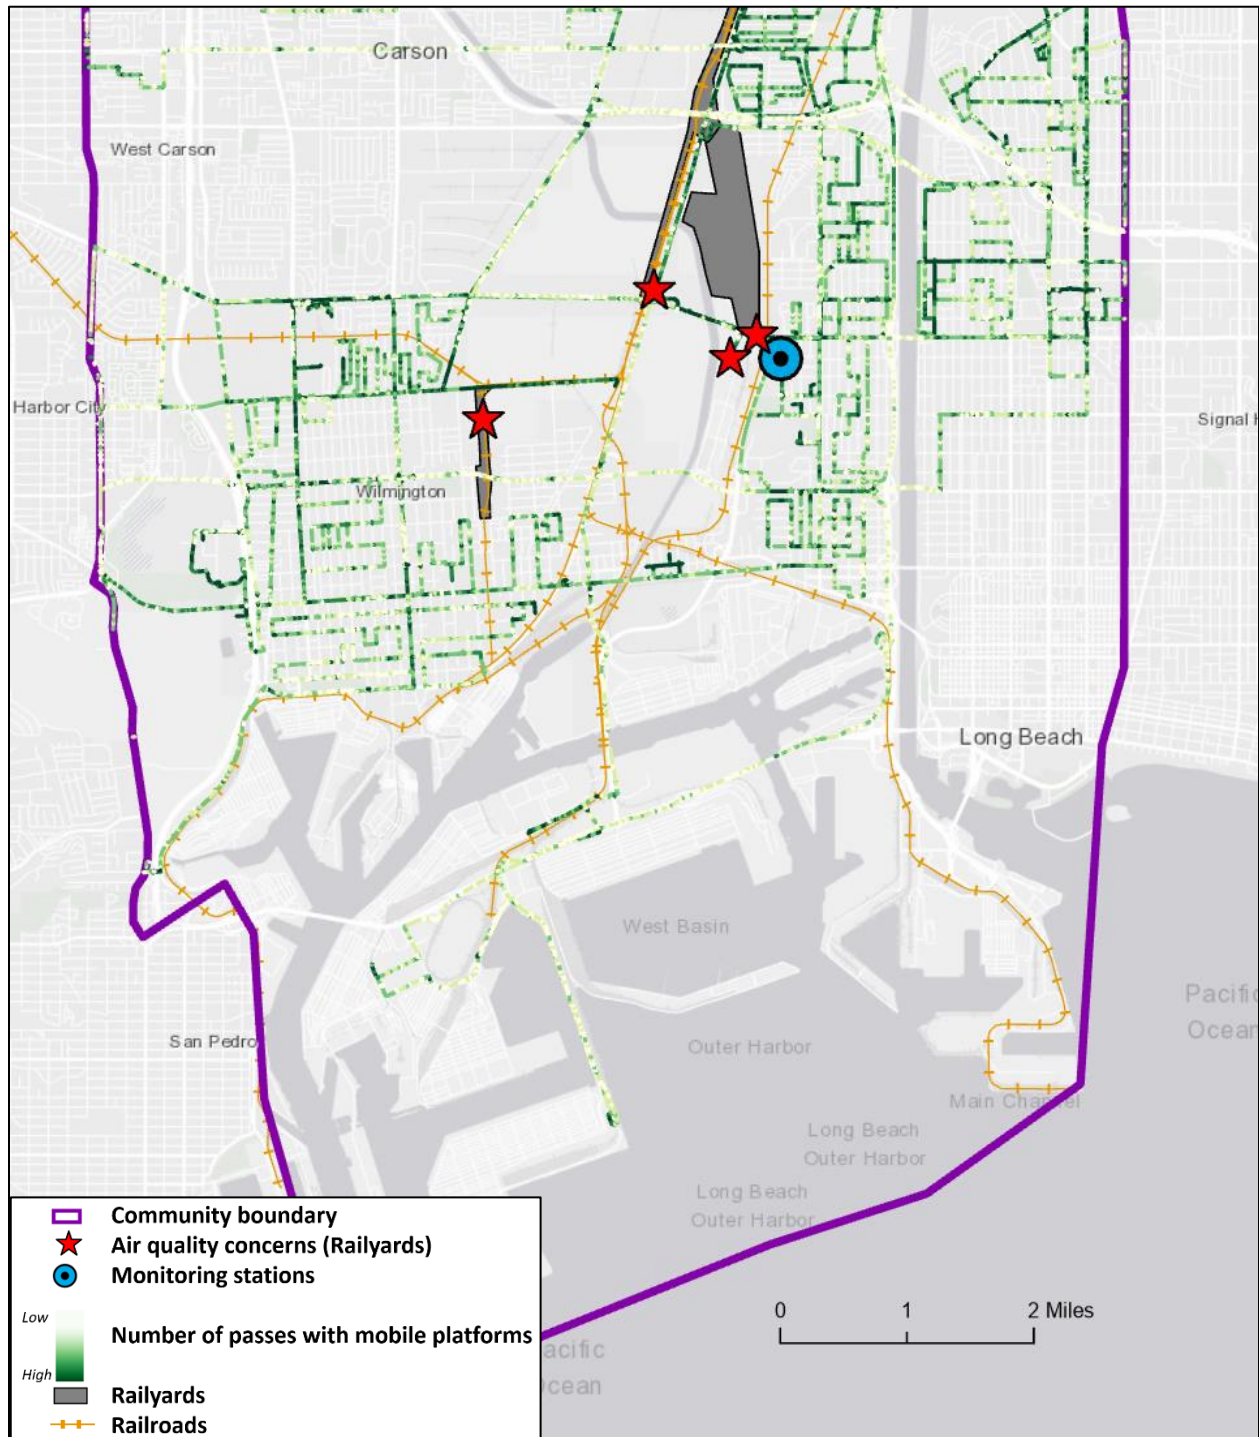 Carson
West Carson
Harbor City
Signal H
Wilmington
Long Beach
West Basin
Pacific
Ocean
San Pedro
Outer Harbor
Main Channel
Long Beach
Outer Harbor
Long Beach
Outer Harbor
Community boundary
Air quality concerns (Railyards)
Monitoring stations
Low
Number of passes with mobile platforms
High
Railyards
Railroads
0 1 2 Miles
acific
cean